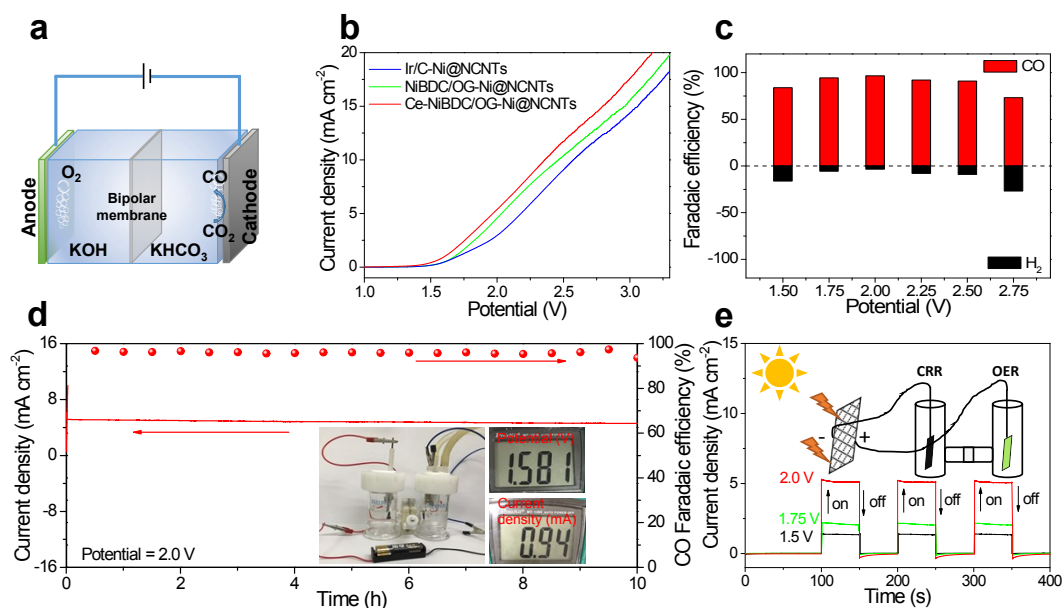 a
O2
CO
Bipolar
membrane
CO2
KOH
KHCO3
Anode
Cathode
b
Current density (mA cm-2)
20
15
10
5
0
Ir/C-Ni@NCNTs
NiBDC/OG-Ni@NCNTs
Ce-NiBDC/OG-Ni@NCNTs
1.0
1.5
2.0
2.5
3.0
Potential (V)
c
Faradaic efficiency (%)
100
50
0
-50
-100
CO
H2
1.50
1.75
2.00
2.25
2.50
2.75
Potential (V)
d
Current density (mA cm-2)
16
8
0
-8
-16
Potential = 2.0 V
Potential (V)
1.581
Current
density (mA)
0.94
100
80
60
40
20
0
CO Faradaic efficiency (%)
0
2
4
6
8
10
Time (h)
e
Current density (mA cm-2)
15
10
5
0
CRR
OER
-
+
2.0 V
1.75 V
1.5 V
on
off
on
off
on
off
0
100
200
300
400
Time (s)